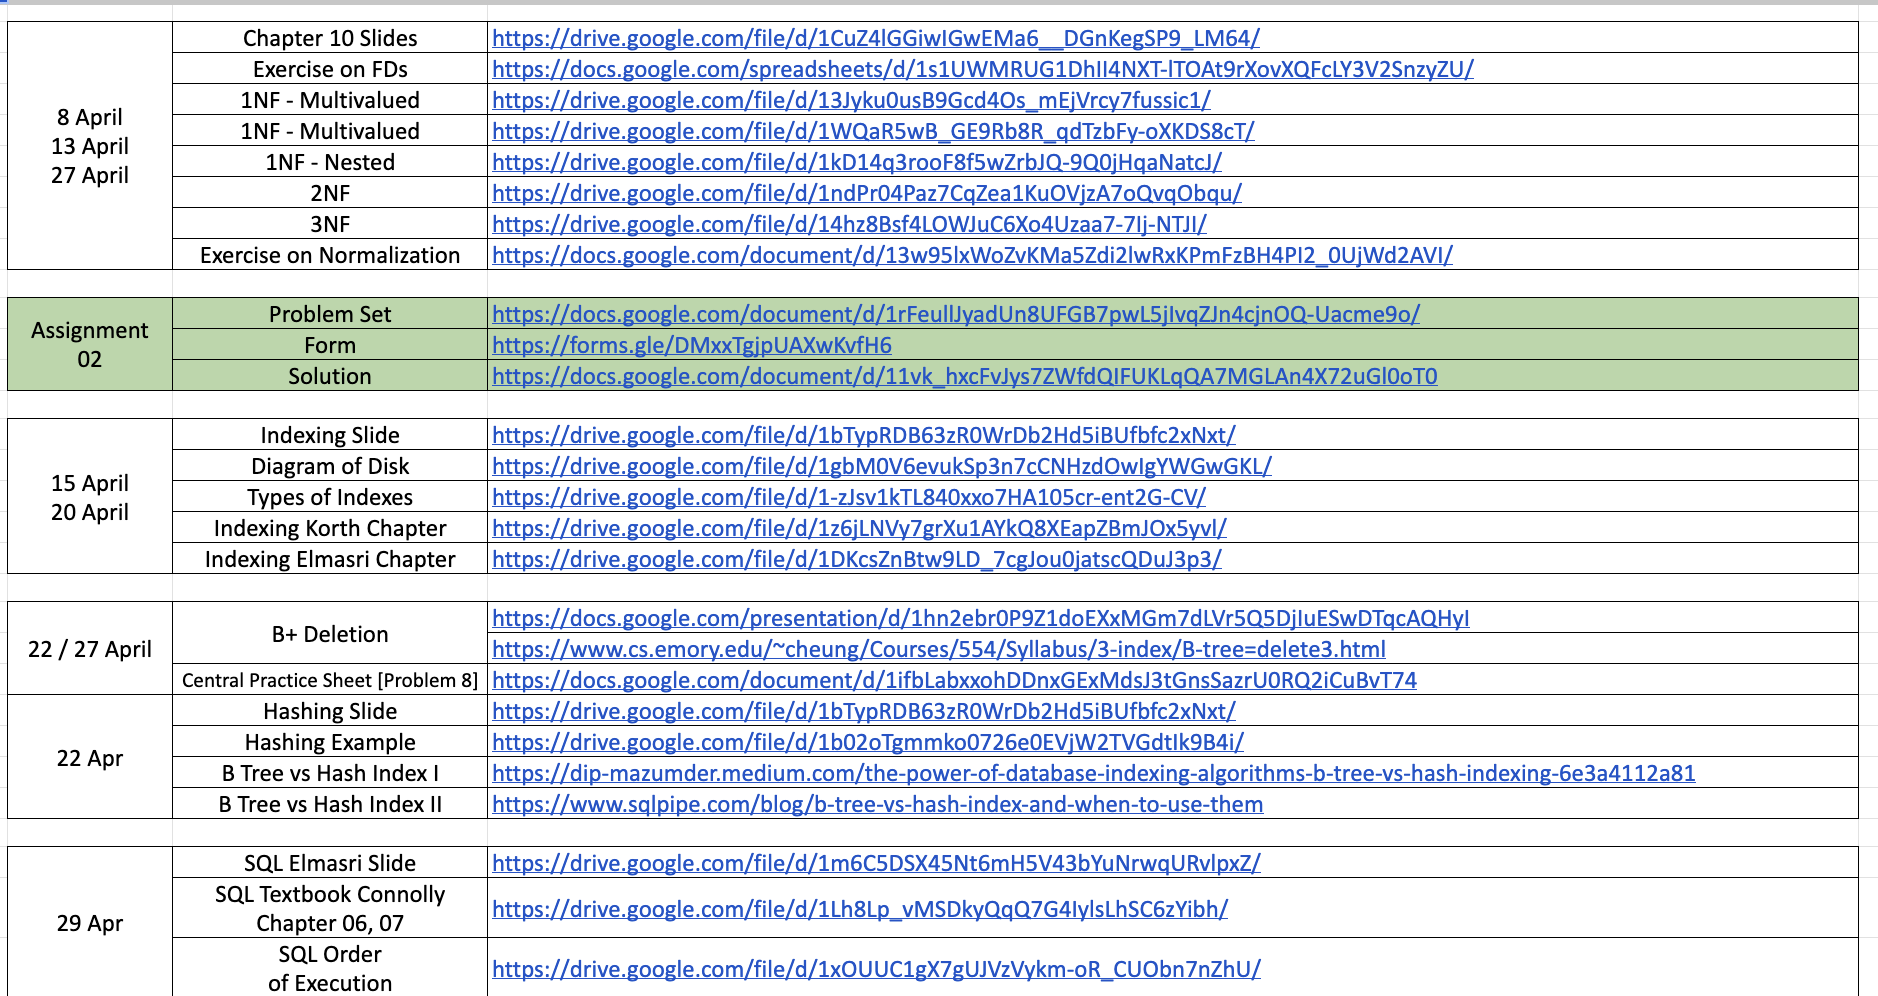 8 April
13 April
27 April
Chapter 10 Slides https://drive.google.com/file/d/1CuZ4lGGiwIGwEMa6__DGnKegSP9_LM64/
Exercise on FDs https://docs.google.com/spreadsheets/d/1s1UWMRUG1DhII4NXT-lTOAt9rXovXQFcLY3V2SnzyZU/
1NF - Multivalued https://drive.google.com/file/d/13Jyku0usB9Gcd4Os_mEjVrcy7fussic1/
1NF - Multivalued https://drive.google.com/file/d/1WQaR5wB_GE9Rb8R_qdTzbFy-oXKDS8cT/
1NF - Nested https://drive.google.com/file/d/1kD14q3rooF8f5wZrbJQ-9Q0jHqaNatcJ/
2NF https://drive.google.com/file/d/1ndPr04Paz7CqZea1KuOVjzA7oQvqObqu/
3NF https://drive.google.com/file/d/14hz8Bsf4LOWJuC6Xo4Uzaa7-7lj-NTJI/
Exercise on Normalization https://docs.google.com/document/d/13w95lxWoZvKMa5Zdi2lwRxKPmFzBH4PI2_0UjWd2AVI/
Assignment
02
Problem Set https://docs.google.com/document/d/1rFeullJyadUn8UFGB7pwL5jIvqZJn4cjnOQ-Uacme9o/
Form https://forms.gle/DMxxTgjpUAXwKvfH6
Solution https://docs.google.com/document/d/11vk_hxcFvJys7ZWfdQIFUKLqQA7MGLAn4X72uGl0oT0
15 April
20 April
Indexing Slide https://drive.google.com/file/d/1bTypRDB63zR0WrDb2Hd5iBUfbfc2xNxt/
Diagram of Disk https://drive.google.com/file/d/1gbM0V6evukSp3n7cCNHzdOwIgYWGwGKL/
Types of Indexes https://drive.google.com/file/d/1-zJsv1kTL840xxo7HA105cr-ent2G-CV/
Indexing Korth Chapter https://drive.google.com/file/d/1z6jLNVy7grXu1AYkQ8XEapZBmJOx5yvl/
Indexing Elmasri Chapter https://drive.google.com/file/d/1DKcsZnBtw9LD_7cgJou0jatscQDuJ3p3/
22 / 27 April
B+ Deletion https://docs.google.com/presentation/d/1hn2ebr0P9Z1doEXxMGm7dLVr5Q5DjIuESwDTqcAQHyI
https://www.cs.emory.edu/~cheung/Courses/554/Syllabus/3-index/B-tree=delete3.html
Central Practice Sheet [Problem 8] https://docs.google.com/document/d/1ifbLabxxohDDnxGExMdsJ3tGnsSazrU0RQ2iCuBvT74
22 Apr
Hashing Slide https://drive.google.com/file/d/1bTypRDB63zR0WrDb2Hd5iBUfbfc2xNxt/
Hashing Example https://drive.google.com/file/d/1b02oTgmmko0726e0EVjW2TVGdtIk9B4i/
B Tree vs Hash Index I https://dip-mazumder.medium.com/the-power-of-database-indexing-algorithms-b-tree-vs-hash-indexing-6e3a4112a81
B Tree vs Hash Index II https://www.sqlpipe.com/blog/b-tree-vs-hash-index-and-when-to-use-them
29 Apr
SQL Elmasri Slide https://drive.google.com/file/d/1m6C5DSX45Nt6mH5V43bYuNrwqURvlpxZ/
SQL Textbook Connolly
Chapter 06, 07 https://drive.google.com/file/d/1Lh8Lp_vMSDkyQqQ7G4IylsLhSC6zYibh/
SQL Order
of Execution https://drive.google.com/file/d/1xOUUC1gX7gUJVzVykm-oR_CUObn7nZhU/